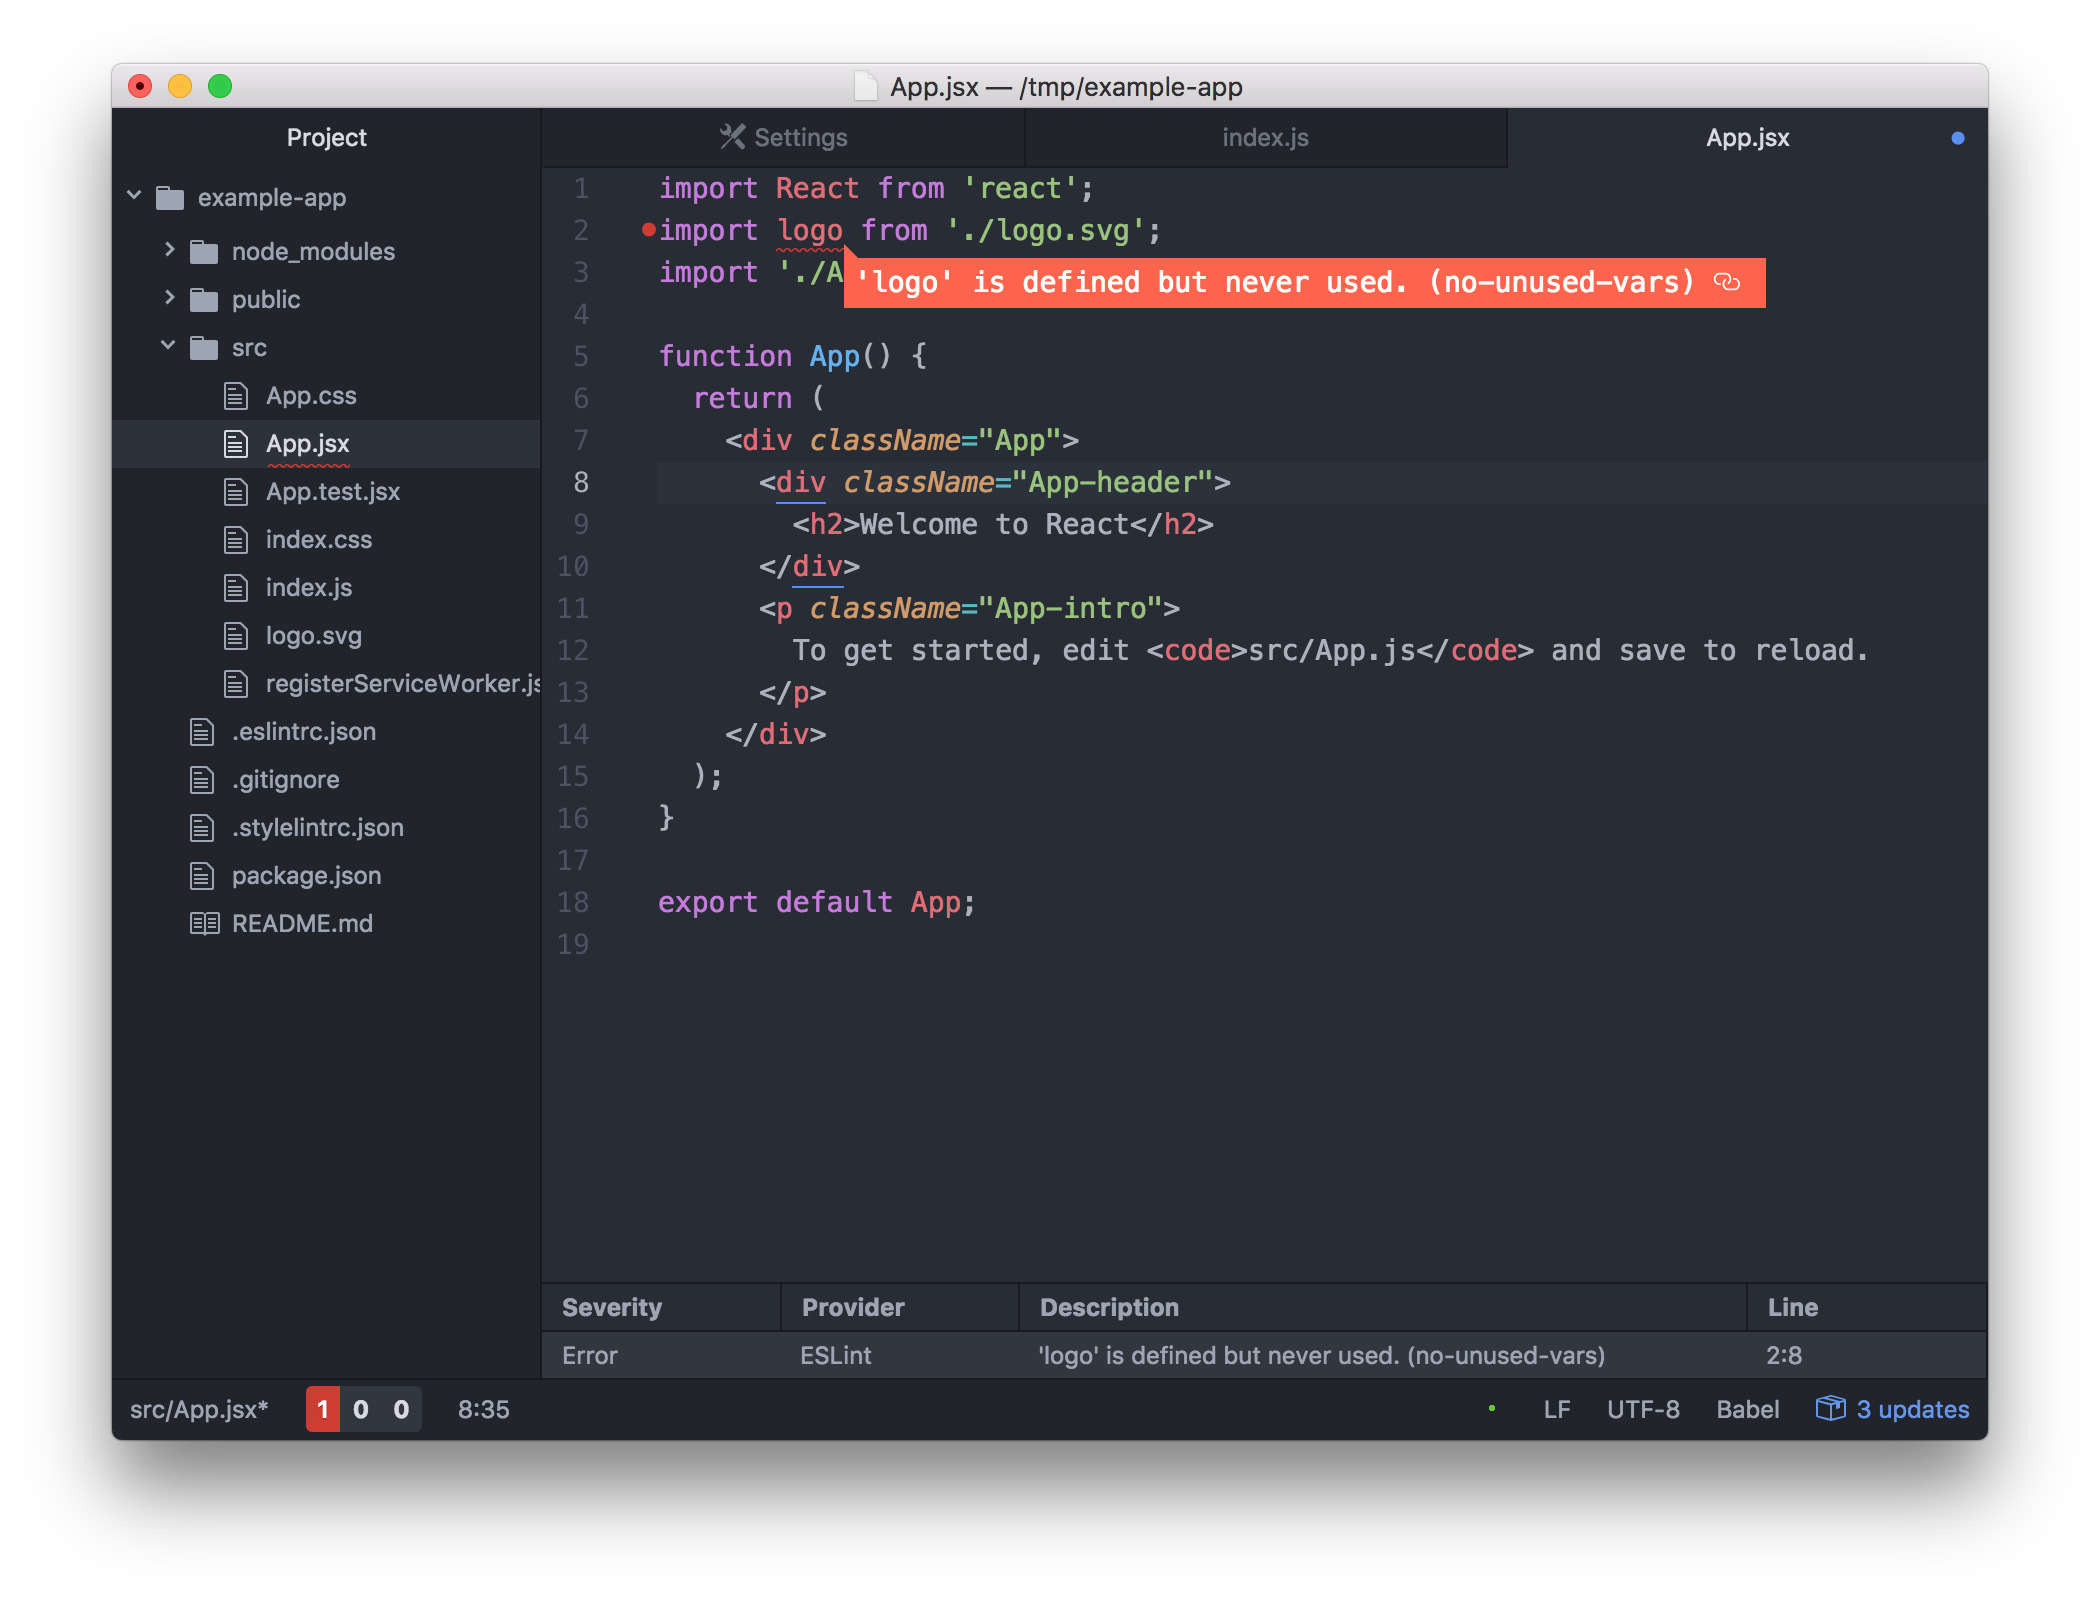 App.jsx — /tmp/example-app
Project
Settings
index.js
App.jsx
example-app
node_modules
public
src
App.css
App.jsx
App.test.jsx
index.css
index.js
logo.svg
registerServiceWorker.js
.eslintrc.json
.gitignore
.stylelintrc.json
package.json
README.md
1 import React from 'react';
2 import logo from './logo.svg';
3 import './A
'logo' is defined but never used. (no-unused-vars)
4
5 function App() {
6 return (
7 <div className="App">
8 <div className="App-header">
9 <h2>Welcome to React</h2>
10 </div>
11 <p className="App-intro">
12 To get started, edit <code>src/App.js</code> and save to reload.
13 </p>
14 </div>
15 );
16 }
17
18 export default App;
19
Severity Provider Description Line
Error ESLint 'logo' is defined but never used. (no-unused-vars) 2:8
src/App.jsx* 1 0 0 8:35 LF UTF-8 Babel 3 updates